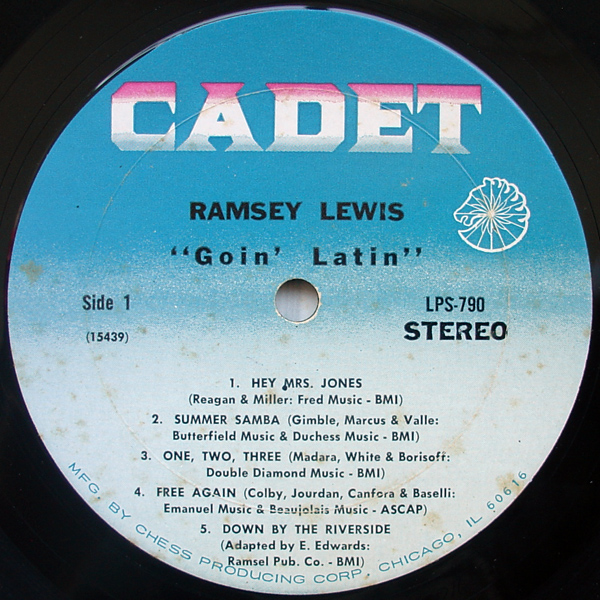 CADET
RAMSEY LEWIS
“Goin’ Latin”
Side 1
LPS-790
(15439)
STEREO
1. HEY MRS. JONES
(Reagan & Miller: Fred Music - BMI)
2. SUMMER SAMBA (Gimble, Marcus & Valle:
Butterfield Music & Duchess Music - BMI)
3. ONE, TWO, THREE (Madara, White & Borisoff:
Double Diamond Music - BMI)
4. FREE AGAIN (Colby, Jourdan, Canfora & Baselli:
Emanuel Music & Beaujolais Music - ASCAP)
5. DOWN BY THE RIVERSIDE
(Adapted by E. Edwards:
Ramsel Pub. Co. - BMI)
MFG. BY CHESS PRODUCING CORP. CHICAGO, IL 60616